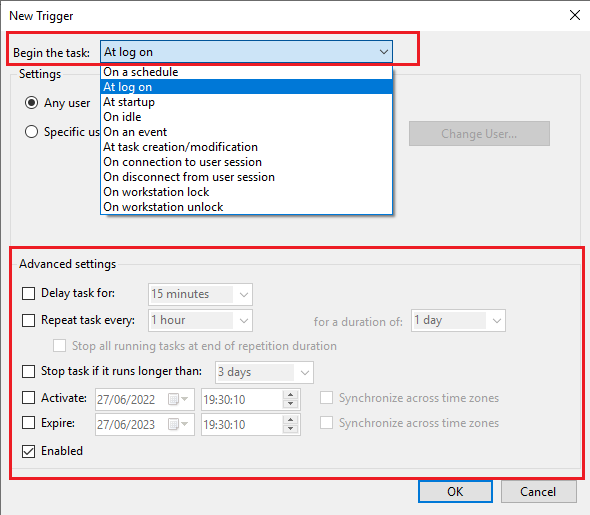 New Trigger
Begin the task: At log on
On a schedule
Settings
At log on
Any user
At startup
On idle
Specific us
On an event
Change User...
At task creation/modification
On connection to user session
On disconnect from user session
On workstation lock
On workstation unlock
Advanced settings
Delay task for: 15 minutes
Repeat task every: 1 hour for a duration of: 1 day
Stop all running tasks at end of repetition duration
Stop task if it runs longer than: 3 days
Activate: 27/06/2022 19:30:10 Synchronize across time zones
Expire: 27/06/2023 19:30:10 Synchronize across time zones
Enabled
OK Cancel